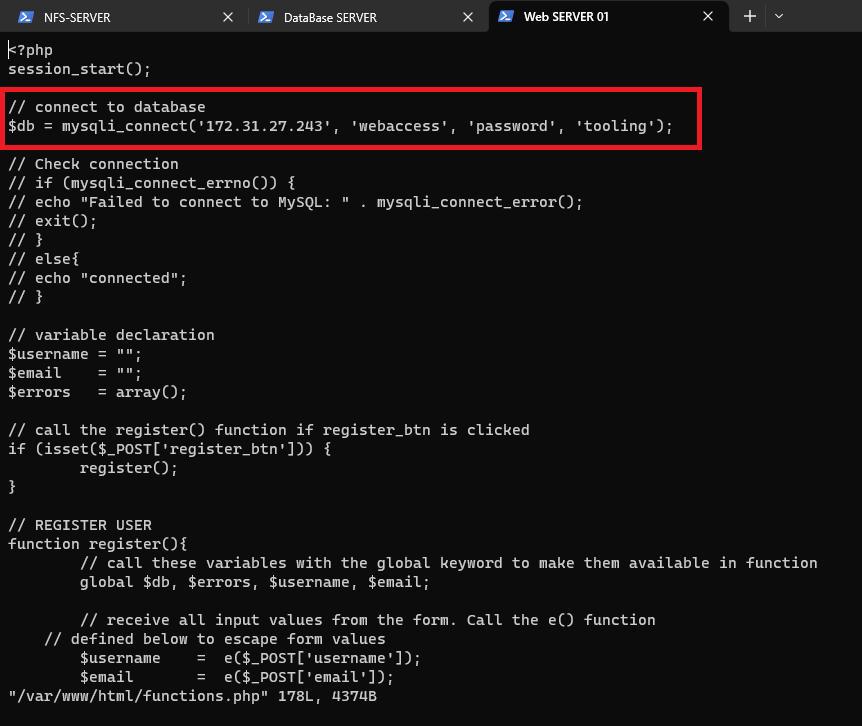 NFS-SERVER
DataBase SERVER
Web SERVER 01
<?php
session_start();
// connect to database
$db = mysqli_connect('172.31.27.243', 'webaccess', 'password', 'tooling');
// Check connection
// if (mysqli_connect_errno()) {
// echo "Failed to connect to MySQL: " . mysqli_connect_error();
// exit();
// }
// else{
// echo "connected";
// }
// variable declaration
$username = "";
$email    = "";
$errors   = array();
// call the register() function if register_btn is clicked
if (isset($_POST['register_btn'])) {
        register();
}
// REGISTER USER
function register(){
        // call these variables with the global keyword to make them available in function
        global $db, $errors, $username, $email;
        // receive all input values from the form. Call the e() function
    // defined below to escape form values
        $username    =  e($_POST['username']);
        $email       =  e($_POST['email']);
"/var/www/html/functions.php" 178L, 4374B